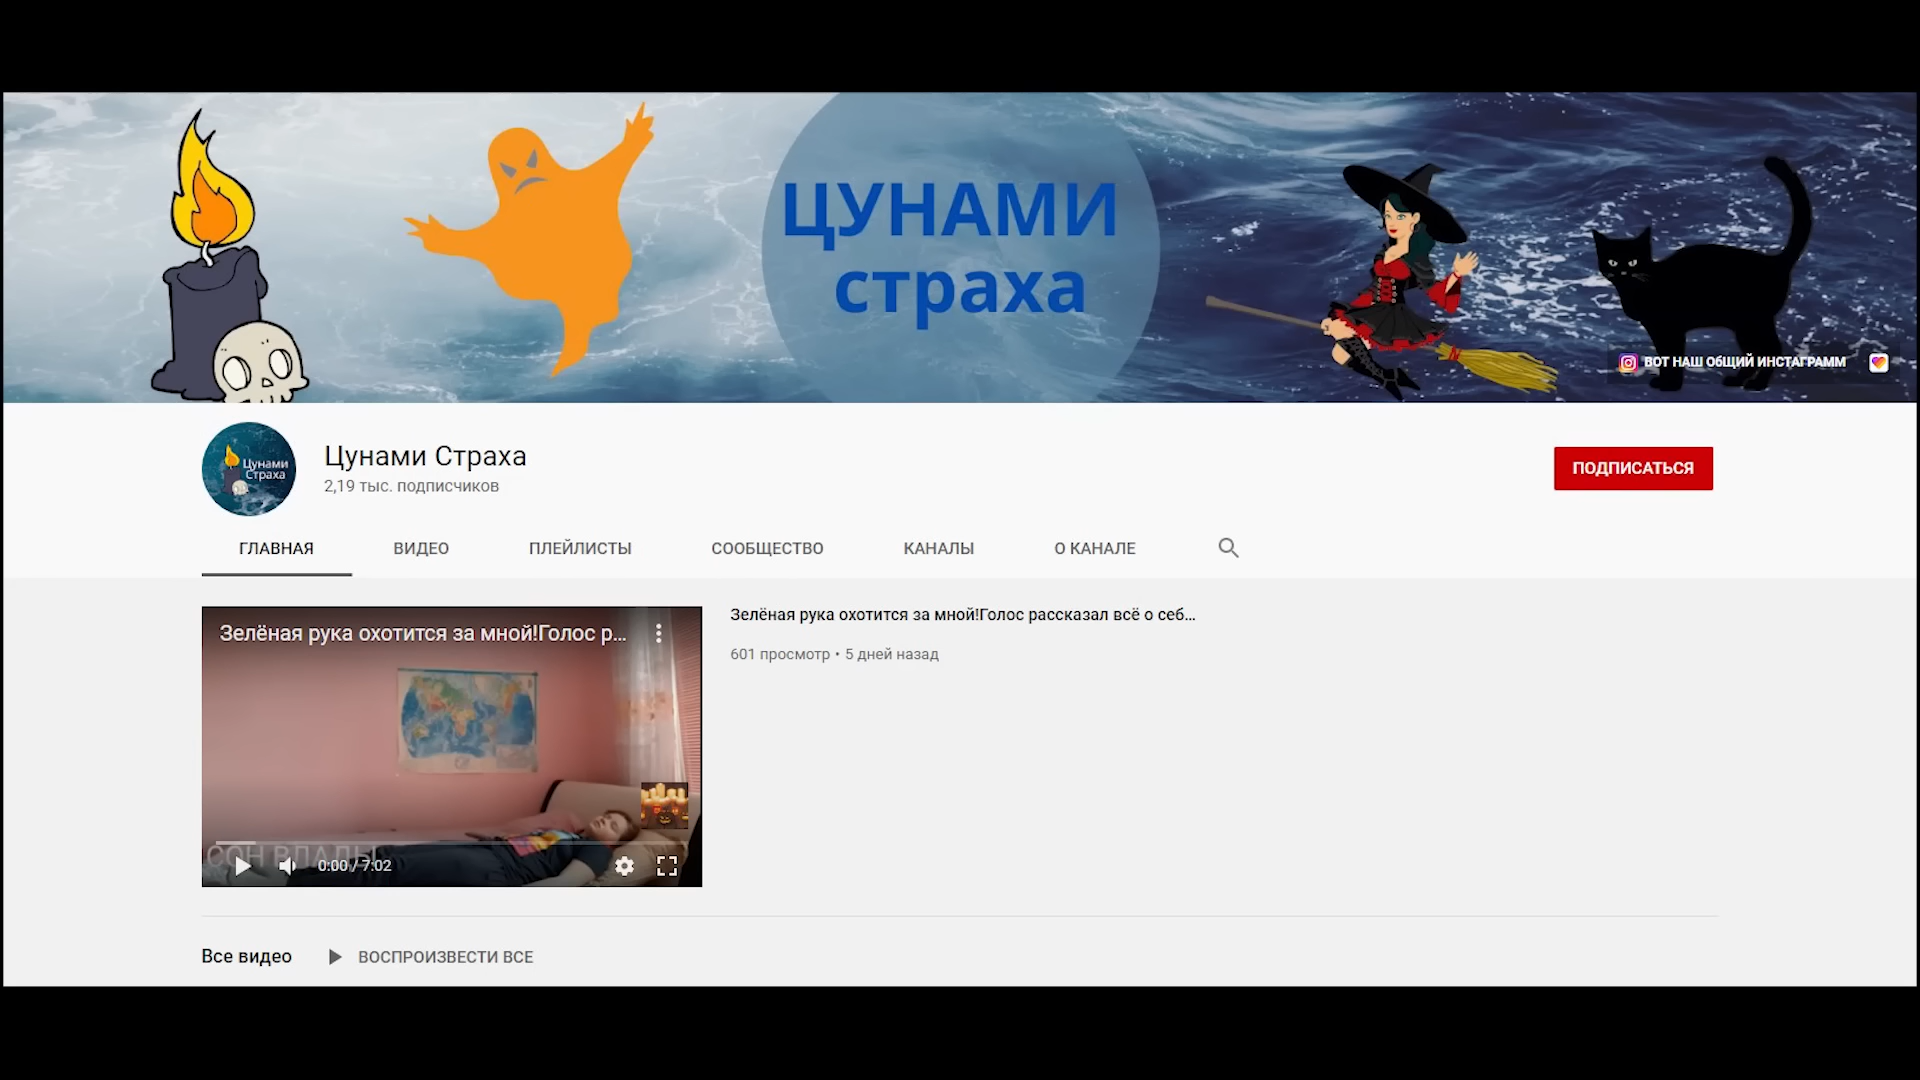 ЦУНАМИ
страха
ВОТ НАШ ОбЩИЙ ИНСТАГРАММ
Цунами
Страха
Цунами Страха
2,19 тыс. подписчиков
ПОДПИСАТЬСЯ
ГЛАВНАЯ ВИДЕО ПЛЕЙЛИСТЫ СООБЩЕСТВО КАНАЛЫ О КАНАЛЕ
Зелёная рука охотится за мной!Голос р...
СОН ВЛАДЫ
0:00 / 7:02
Зелёная рука охотится за мной!Голос рассказал всё о себ...
601 просмотр • 5 дней назад
Все видео ВОСПРОИЗВЕСТИ ВСЕ